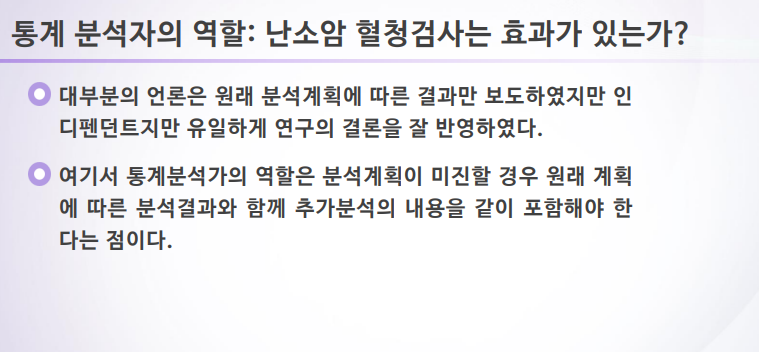 통계 분석자의 역할: 난소암 혈청검사는 효과가 있는가?
대부분의 언론은 원래 분석계획에 따른 결과만 보도하였지만 인
디펜던트지만 유일하게 연구의 결론을 잘 반영하였다.
여기서 통계분석가의 역할은 분석계획이 미진할 경우 원래 계획
에 따른 분석결과와 함께 추가분석의 내용을 같이 포함해야 한
다는 점이다.